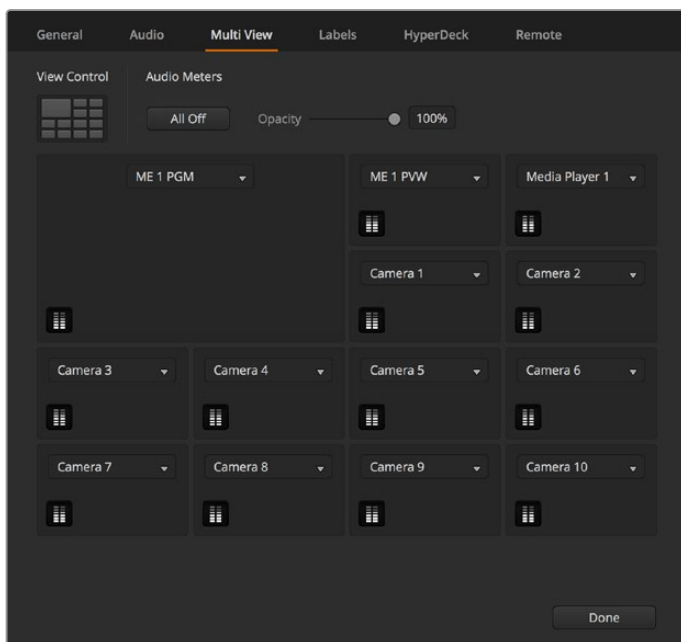 General Audio Multi View Labels HyperDeck Remote
View Control Audio Meters
All Off Opacity 100%
ME 1 PGM ME 1 PVW Media Player 1
Camera 1 Camera 2
Camera 3 Camera 4 Camera 5 Camera 6
Camera 7 Camera 8 Camera 9 Camera 10
Done